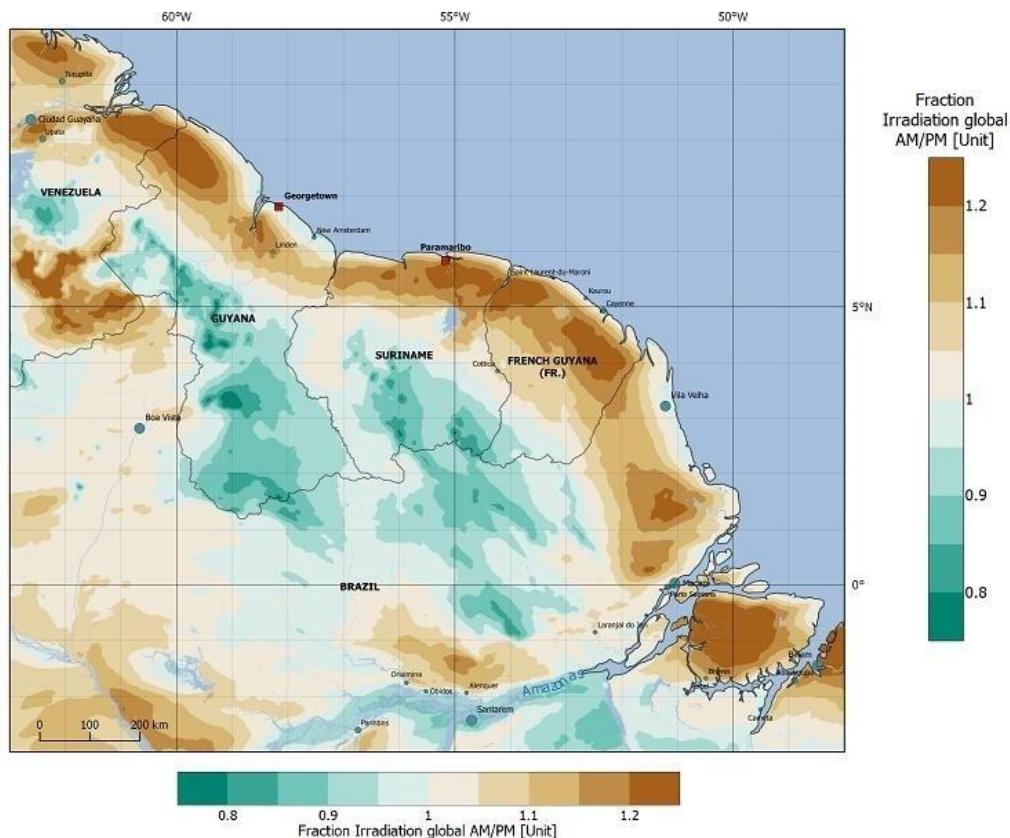 60°W
55°W
50°W
Tucupita
Ciudad Guayana
Upata
VENEZUELA
Georgetown
New Amsterdam
Linden
Paramaribo
Saint Laurent-du-Maroni
Kourou
Cayenne
5°N
GUYANA
SURINAME
FRENCH GUYANA
(FR.)
Cottica
Vila Velha
Boa Vista
BRAZIL
0°
Porto Santana
Laranjal do
Oriximina
Obidos
Alenquer
Amazonas
Santarem
Parintins
Breves
Belem
Cameta
0 100 200 km
Fraction
Irradiation global
AM/PM [Unit]
1.2
1.1
1
0.9
0.8
0.8 0.9 1 1.1 1.2
Fraction Irradiation global AM/PM [Unit]